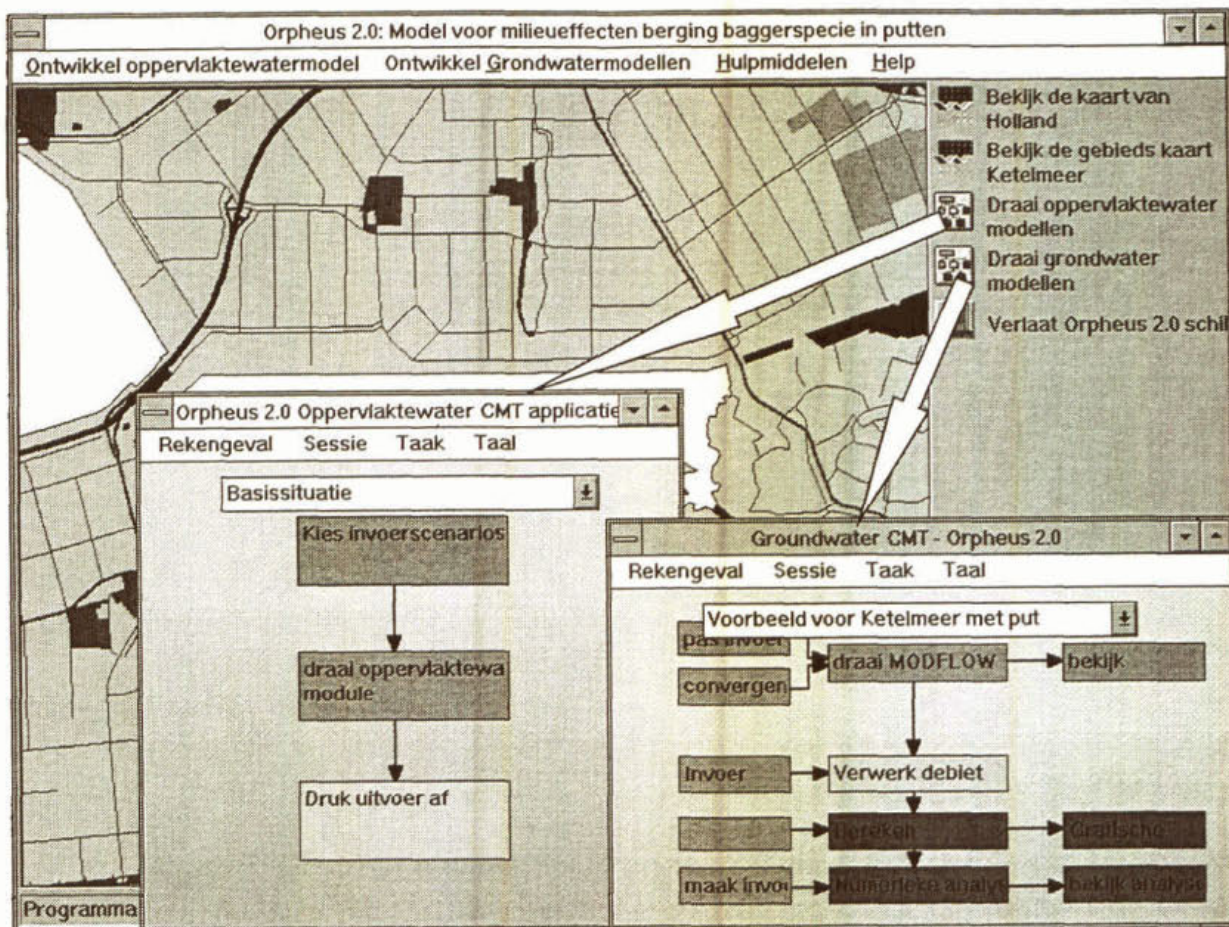 Orpheus 2.0: Model voor milieueffecten berging baggerspecie in putten
Ontwikkel oppervlaktewatermodel Ontwikkel Grondwatermodellen Hulpmiddelen Help
Bekijk de kaart van
Holland
Bekijk de gebieds kaart
Ketelmeer
Draai oppervlaktewater
modellen
Draai grondwater
modellen
Verlaat Orpheus 2.0 schil
Orpheus 2.0 Oppervlaktewater CMT applicatie
Rekengeval Sessie Taak Taal
Basissituatie
Kies invoerscenarios
draai oppervlaktewa
module
Druk uitvoer af
Groundwater CMT - Orpheus 2.0
Rekengeval Sessie Taak Taal
Voorbeeld voor Ketelmeer met put
pas invoer
convergen
draai MODFLOW
bekijk
Invoer
Verwerk debiet
Bereken
Grafische
maak invoe
Numerieke analys
bekijk analyse
Programma